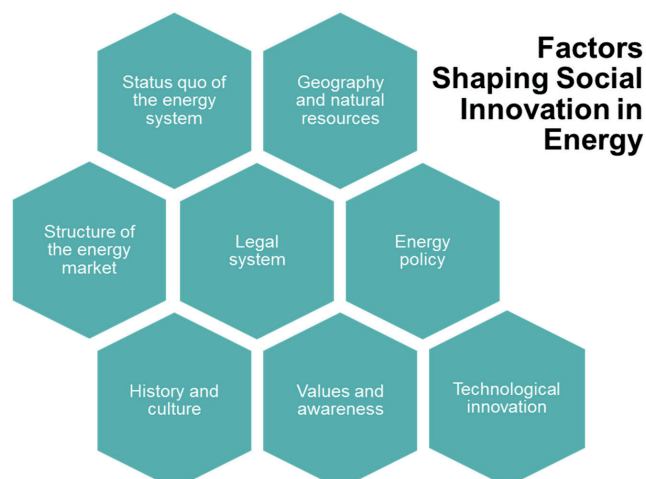 Factors
Shaping Social
Innovation in
Energy
Status quo of
the energy
system
Geography
and natural
resources
Structure of
the energy
market
Legal
system
Energy
policy
History and
culture
Values and
awareness
Technological
innovation